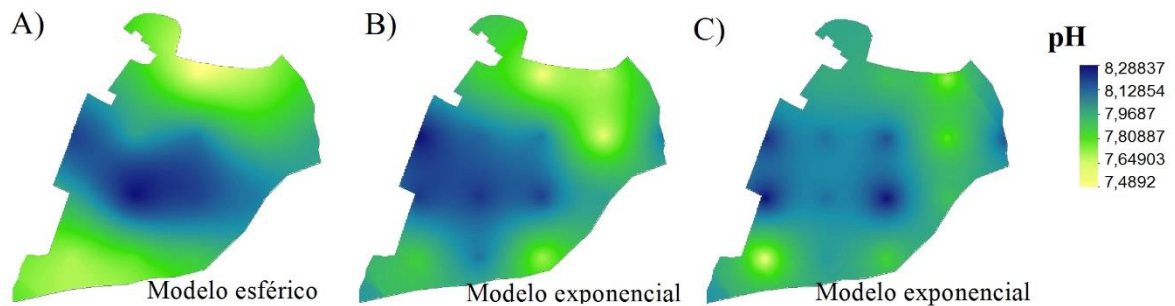 A)
B)
C)
pH
8,28837
8,12854
7,9687
7,80887
7,64903
7,4892
Modelo esférico
Modelo exponencial
Modelo exponencial